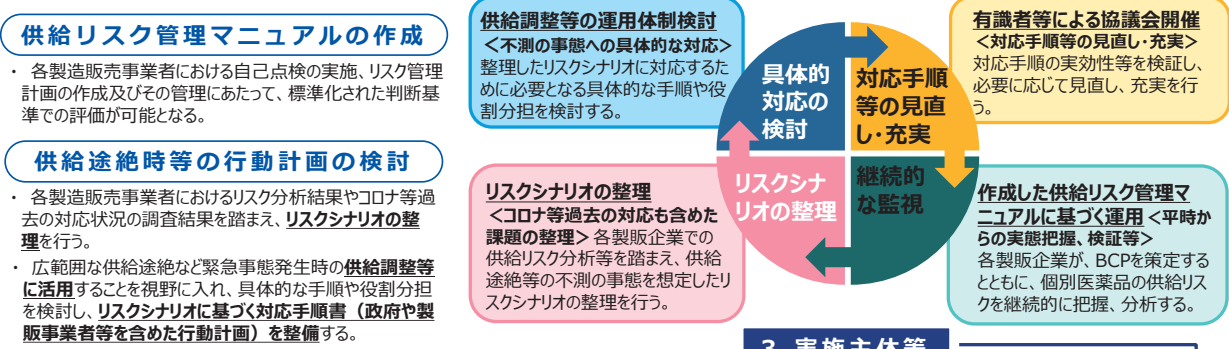 供給リスク管理マニュアルの作成
・ 各製造販売事業者における自己点検の実施、リスク管理
計画の作成及びその管理にあたって、標準化された判断基
準での評価が可能となる。
供給途絶時等の行動計画の検討
・ 各製造販売事業者におけるリスク分析結果やコロナ等過
去の対応状況の調査結果を踏まえ、リスクシナリオの整
理を行う。
・ 広範囲な供給途絶など緊急事態発生時の供給調整等
に活用することを視野に入れ、具体的な手順や役割分担
を検討し、リスクシナリオに基づく対応手順書（政府や製
販事業者等を含めた行動計画）を整備する。
供給調整等の運用体制検討
＜不測の事態への具体的な対応＞
整理したリスクシナリオに対応するた
めに必要となる具体的な手順や役
割分担を検討する。
具体的
対応の
検討
対応手順
等の見直
し・充実
有識者等による協議会開催
＜対応手順等の見直し・充実＞
対応手順の実効性等を検証し、
必要に応じて見直し、充実を行
う。
リスクシナリオの整理
＜コロナ等過去の対応も含めた
課題の整理＞各製販企業での
供給リスク分析等を踏まえ、供給
途絶等の不測の事態を想定したリ
スクシナリオの整理を行う。
リスクシナ
リオの整理
継続的
な監視
作成した供給リスク管理マ
ニュアルに基づく運用＜平時か
らの実態把握、検証等＞
各製販企業が、BCPを策定する
とともに、個別医薬品の供給リス
クを継続的に把握、分析する。
3．実施主体等